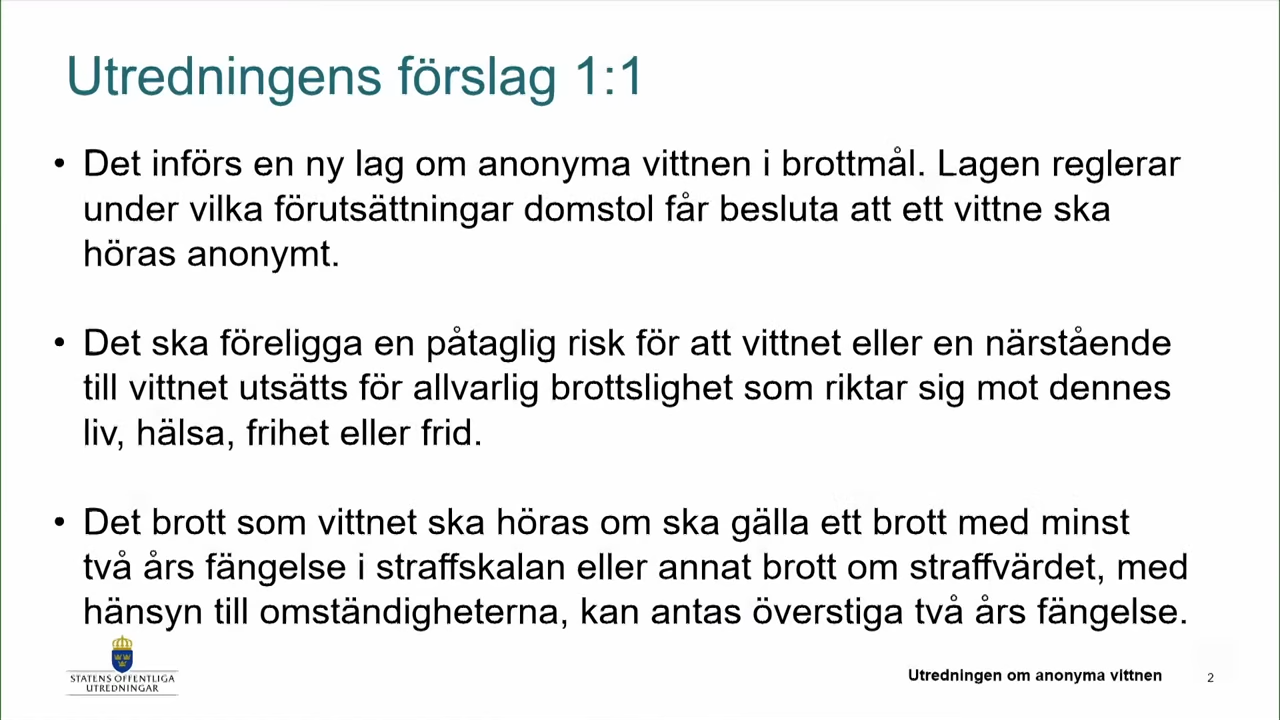 Utredningens förslag 1:1
• Det införs en ny lag om anonyma vittnen i brottmål. Lagen reglerar
under vilka förutsättningar domstol får besluta att ett vittne ska
höras anonymt.
• Det ska föreligga en påtaglig risk för att vittnet eller en närstående
till vittnet utsätts för allvarlig brottslighet som riktar sig mot dennes
liv, hälsa, frihet eller frid.
• Det brott som vittnet ska höras om ska gälla ett brott med minst
två års fängelse i straffskalan eller annat brott om straffvärdet, med
hänsyn till omständigheterna, kan antas överstiga två års fängelse.
STATENS OFFENTLIGA
UTREDNINGAR
Utredningen om anonyma vittnen 2